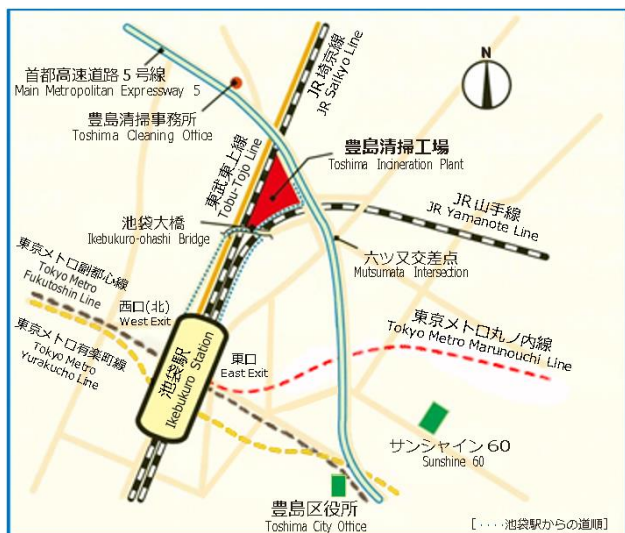 首都高速道路5号線
Main Metropolitan Expressway 5
豊島清掃事務所
Toshima Cleaning Office
JR埼京線
JR Saikyo Line
N
東武東上線
Tobu-Tojo Line
豊島清掃工場
Toshima Incineration Plant
池袋大橋
Ikebukuro-ohashi Bridge
JR山手線
JR Yamanote Line
六ツ又交差点
Mutsumata Intersection
東京メトロ副都心線
Tokyo Metro
Fukutoshin Line
西口(北)
West Exit
東京メトロ有楽町線
Tokyo Metro
Yurakucho Line
池袋駅
Ikebukuro Station
東口
East Exit
東京メトロ丸ノ内線
Tokyo Metro Marunouchi Line
サンシャイン60
Sunshine 60
豊島区役所
Toshima City Office
[‥‥池袋駅からの道順]